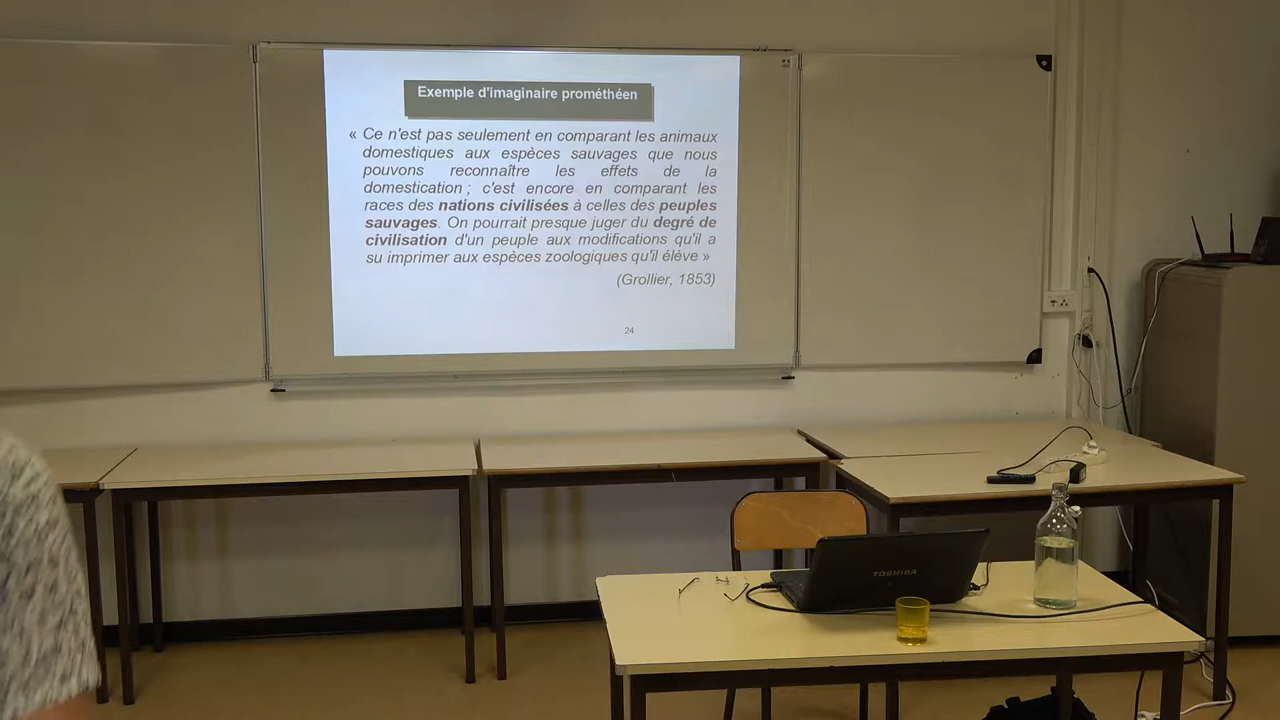 Exemple d'imaginaire prométhéen
« Ce n'est pas seulement en comparant les animaux
domestiques aux espèces sauvages que nous
pouvons reconnaître les effets de la
domestication ; c'est encore en comparant les
races des nations civilisées à celles des peuples
sauvages. On pourrait presque juger du degré de
civilisation d'un peuple aux modifications qu'il a
su imprimer aux espèces zoologiques qu'il élève »
(Grollier, 1853)
24
TOSHIBA